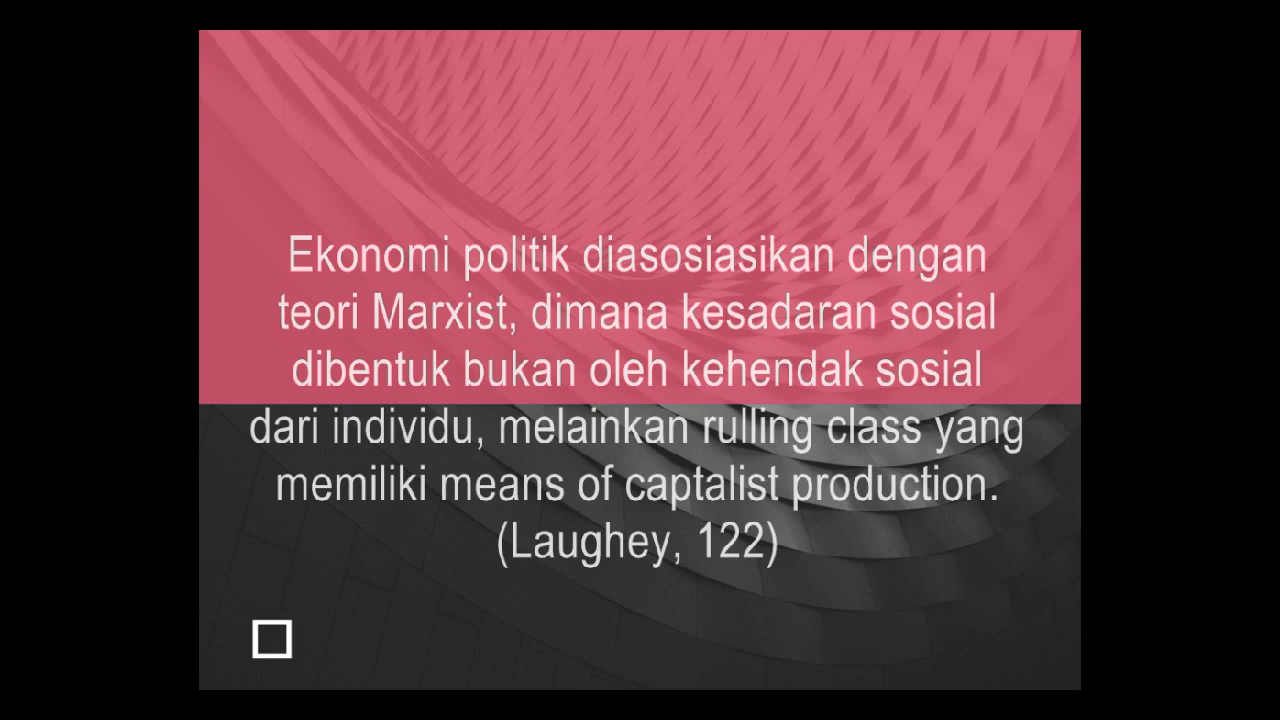 Ekonomi politik diasosiasikan dengan
teori Marxist, dimana kesadaran sosial
dibentuk bukan oleh kehendak sosial
dari individu, melainkan rulling class yang
memiliki means of captalist production.
(Laughey, 122)